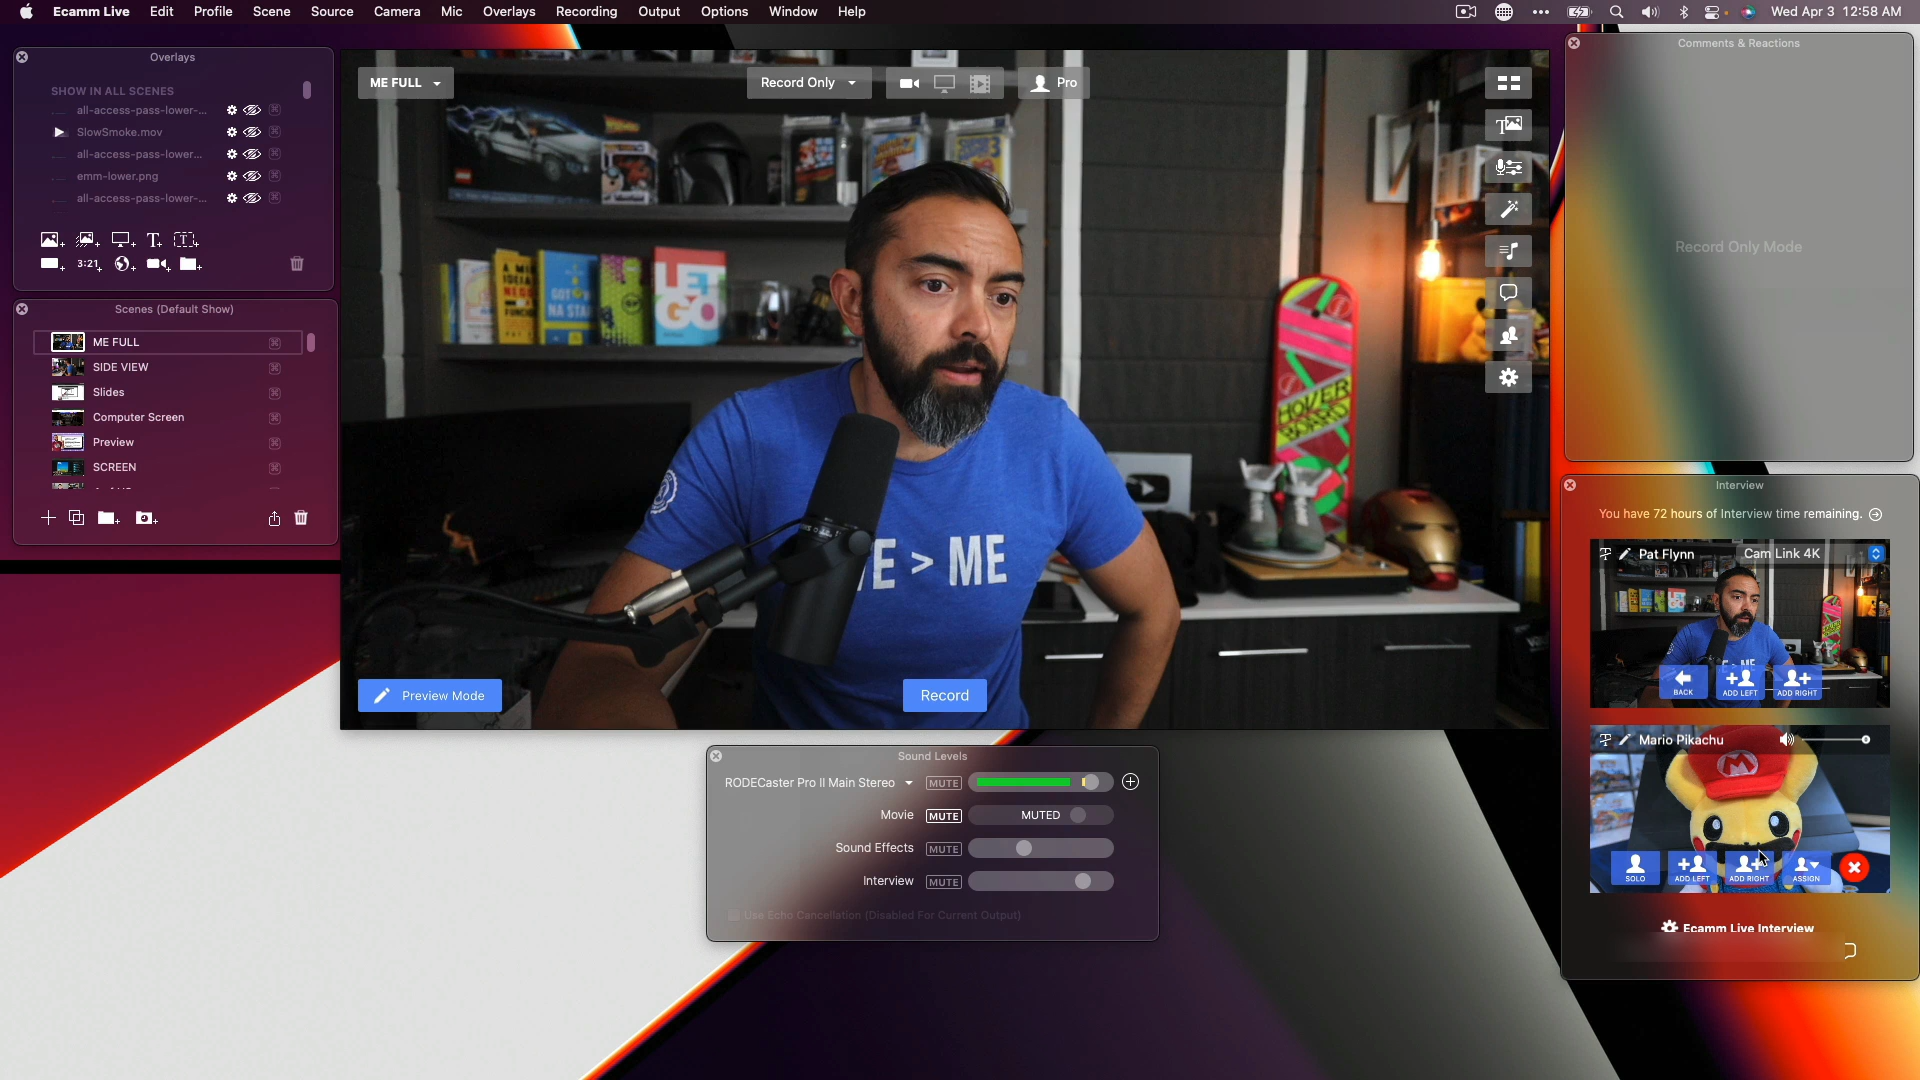 Ecamm Live Edit Profile Scene Source Camera Mic Overlays Recording Output Options Window Help
Wed Apr 3 12:58 AM
Overlays
SHOW IN ALL SCENES
all-access-pass-lower-...
SlowSmoke.mov
all-access-pass-lower...
emm-lower.png
all-access-pass-lower-...
3:21
Scenes (Default Show)
ME FULL
SIDE VIEW
Slides
Computer Screen
Preview
SCREEN
ME FULL
Record Only
Pro
LET
GO
HOVER
BOARD
E > ME
Preview Mode
Record
Sound Levels
RODECaster Pro II Main Stereo MUTE
Movie MUTE MUTED
Sound Effects MUTE
Interview MUTE
Use Echo Cancellation (Disabled For Current Output)
Comments & Reactions
Record Only Mode
Interview
You have 72 hours of Interview time remaining.
Pat Flynn Cam Link 4K
BACK ADD LEFT ADD RIGHT
Mario Pikachu
M
SOLO ADD LEFT ADD RIGHT ASSIGN
Ecamm Live Interview